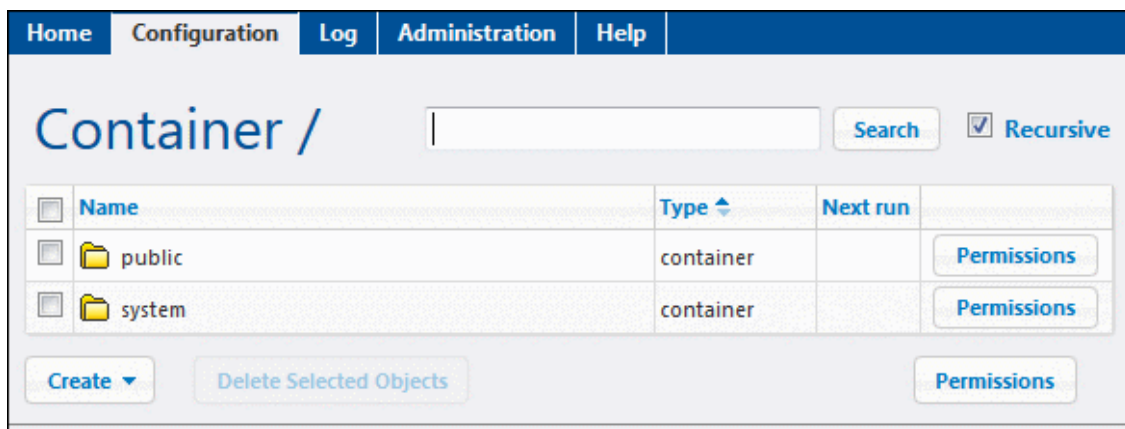 Home Configuration Log Administration Help
Container / Search Recursive
Name Type Next run
public container Permissions
system container Permissions
Create Delete Selected Objects Permissions